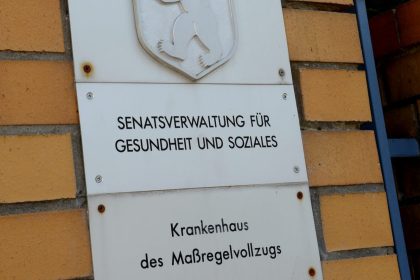 SENATSVERWALTUNG FÜR
GESUNDHEIT UND SOZIALES
Krankenhaus
des Maßregelvollzugs